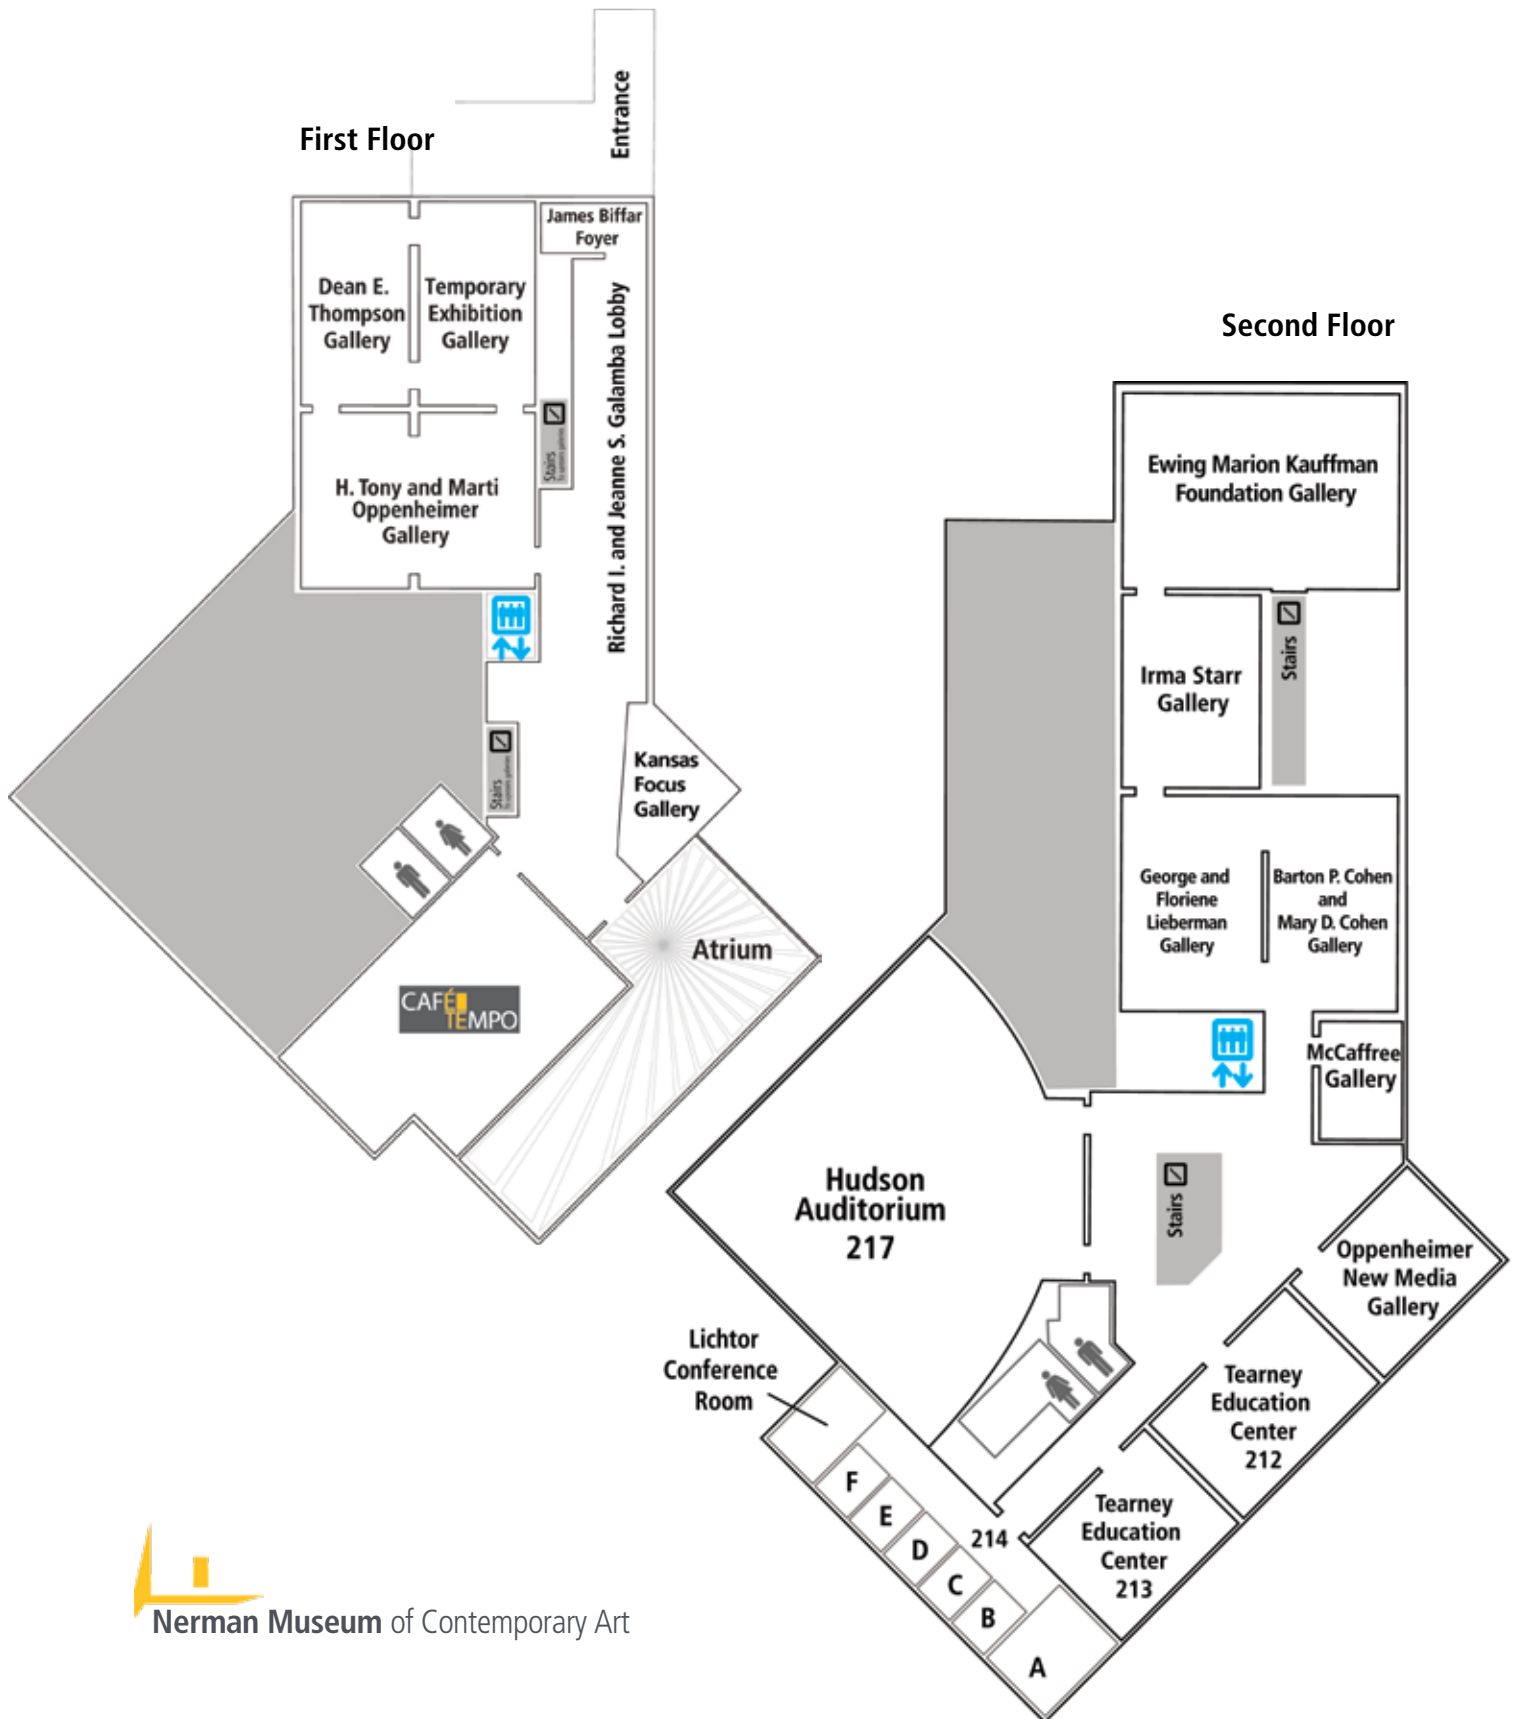 Entrance
First Floor
James Biffar
Foyer
Dean E.
Thompson
Gallery
Temporary
Exhibition
Gallery
Richard I. and Jeanne S. Galamba Lobby
Stairs
H. Tony and Marti
Oppenheimer
Gallery
Stairs
Kansas
Focus
Gallery
Atrium
CAFÉ
TEMPO
Second Floor
Ewing Marion Kauffman
Foundation Gallery
Irma Starr
Gallery
Stairs
George and
Floriene
Lieberman
Gallery
Barton P. Cohen
and
Mary D. Cohen
Gallery
McCaffree
Gallery
Hudson
Auditorium
217
Stairs
Oppenheimer
New Media
Gallery
Lichtor
Conference
Room
Tearney
Education
Center
212
Tearney
Education
Center
213
214
F
E
D
C
B
A
Nerman Museum of Contemporary Art